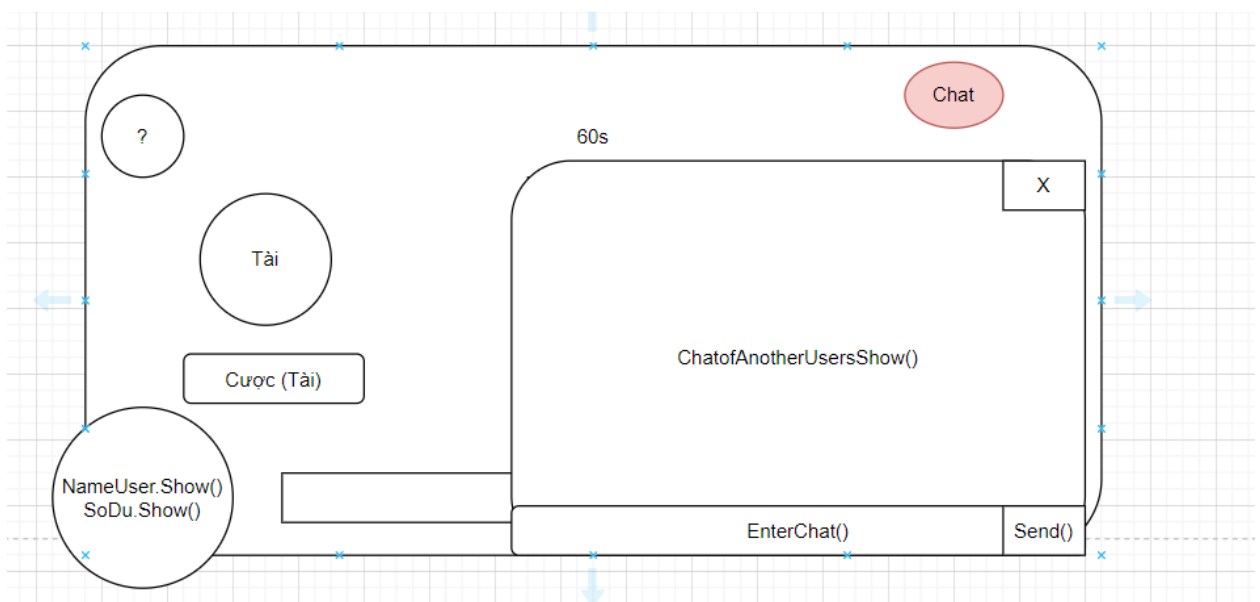 Chat
?
60s
X
Tài
ChatofAnotherUsersShow()
Cược (Tài)
NameUser.Show()
SoDu.Show()
EnterChat()
Send()